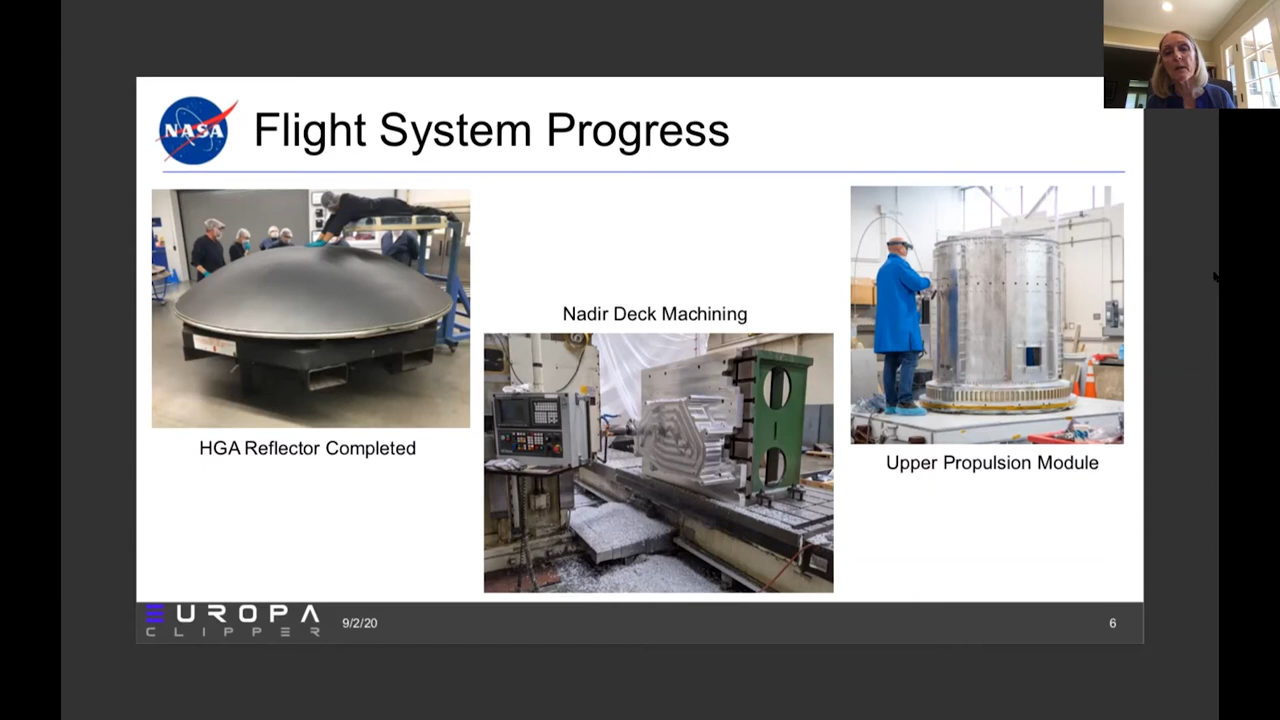 NASA
Flight System Progress
Nadir Deck Machining
HGA Reflector Completed
Upper Propulsion Module
EUROPA
CLIPPER
9/2/20
6